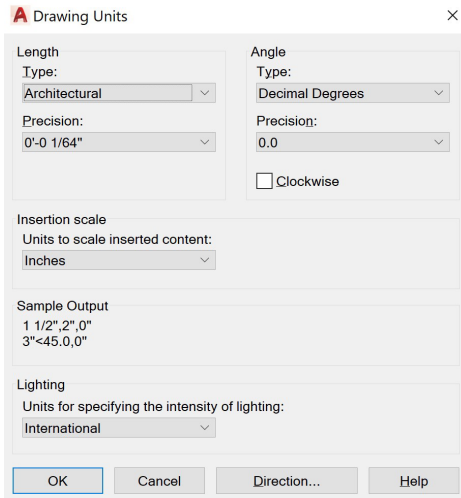 Drawing Units
Length
Type:
Architectural
Precision:
0'-0 1/64"
Angle
Type:
Decimal Degrees
Precision:
0.0
Clockwise
Insertion scale
Units to scale inserted content:
Inches
Sample Output
1 1/2",2",0"
3"<45.0,0"
Lighting
Units for specifying the intensity of lighting:
International
OK
Cancel
Direction...
Help